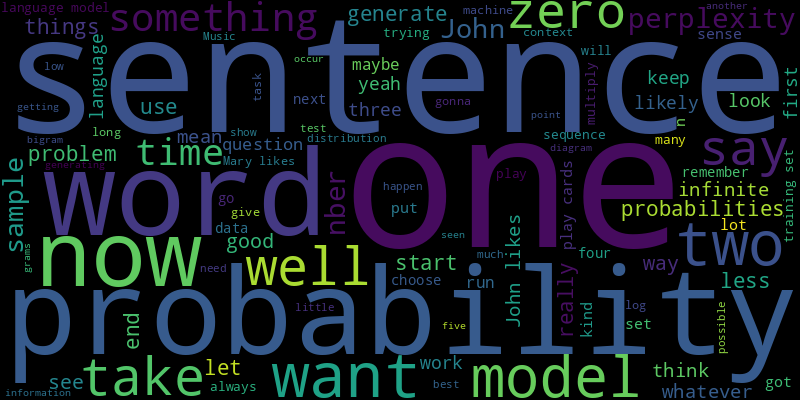 language model
something
generate
machine
another
zero
perplexity
things
Music
trying
John
context
sense
sentence
language
low
occur
maybe
yeah
task
will
multiply
keep
first
getting
use
next
three
gonna
point
likely
look
bigram
long
mean
show
test
distribution
sequence
n
many
problem
time
question
diagram
say
sample
generating
Mary likes
word
one
play
remember
training set
go
nber
happen
infinite
give
put
play cards
probabilities
data
good
seen
lot
two
now
grams
well
start
much
John likes
four
way
need
choose
run
really
less
probability
little
log
kind
set
possible
end
five
take
let
work
want
model
think
see
always
best
whatever
got
information